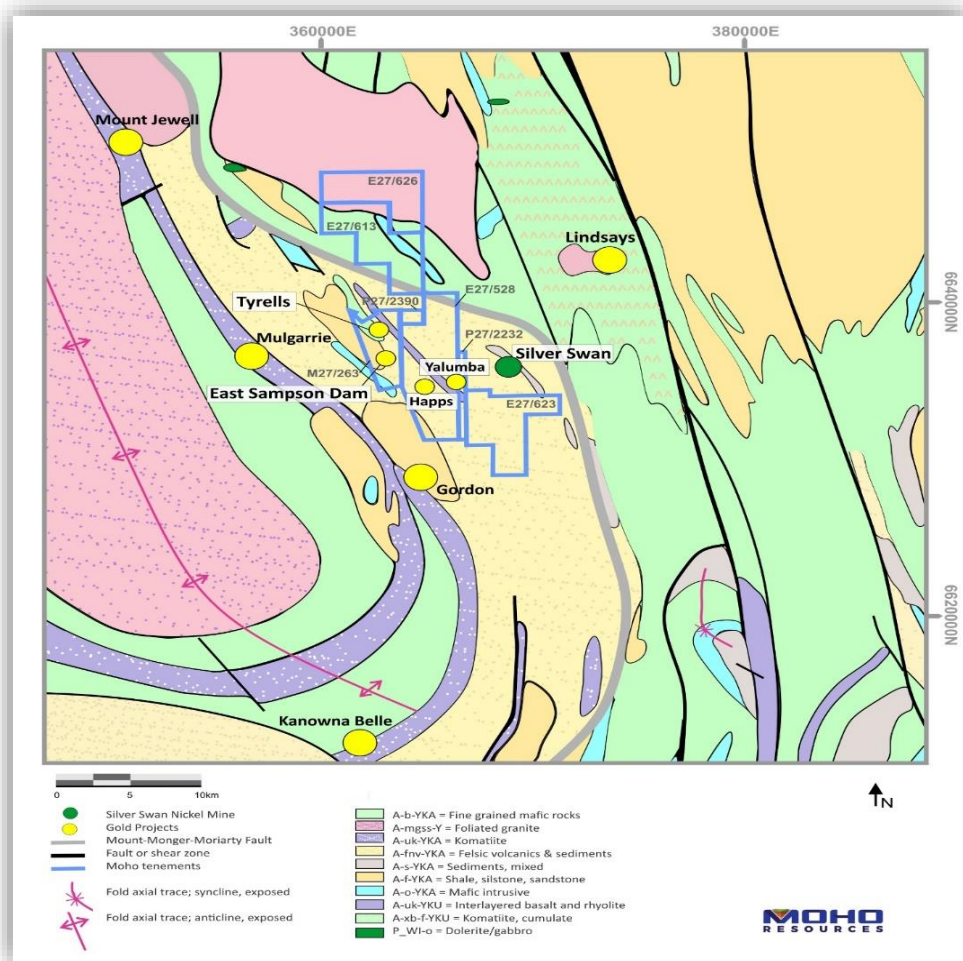 360000E
380000E
Mount Jewell
E27/626
E27/613
Lindsays
E27/528
6640000N
P27/2390
Tyrells
P27/2232
Mulgarrie
Silver Swan
M27/263
Yalumba
East Sampson Dam
Happs
E27/623
Gordon
6620000N
Kanowna Belle
0 5 10km
N
Silver Swan Nickel Mine
Gold Projects
Mount-Monger-Moriarty Fault
Fault or shear zone
Moho tenements
Fold axial trace; syncline, exposed
Fold axial trace; anticline, exposed
A-b-YKA = Fine grained mafic rocks
A-mgss-Y = Foliated granite
A-uk-YKA = Komatiite
A-fnv-YKA = Felsic volcanics & sediments
A-s-YKA = Sediments, mixed
A-f-YKA = Shale, silstone, sandstone
A-o-YKA = Mafic intrusive
A-uk-YKU = Interlayered basalt and rhyolite
A-xb-f-YKU = Komatiite, cumulate
P_WI-o = Dolerite/gabbro
MOHO
RESOURCES